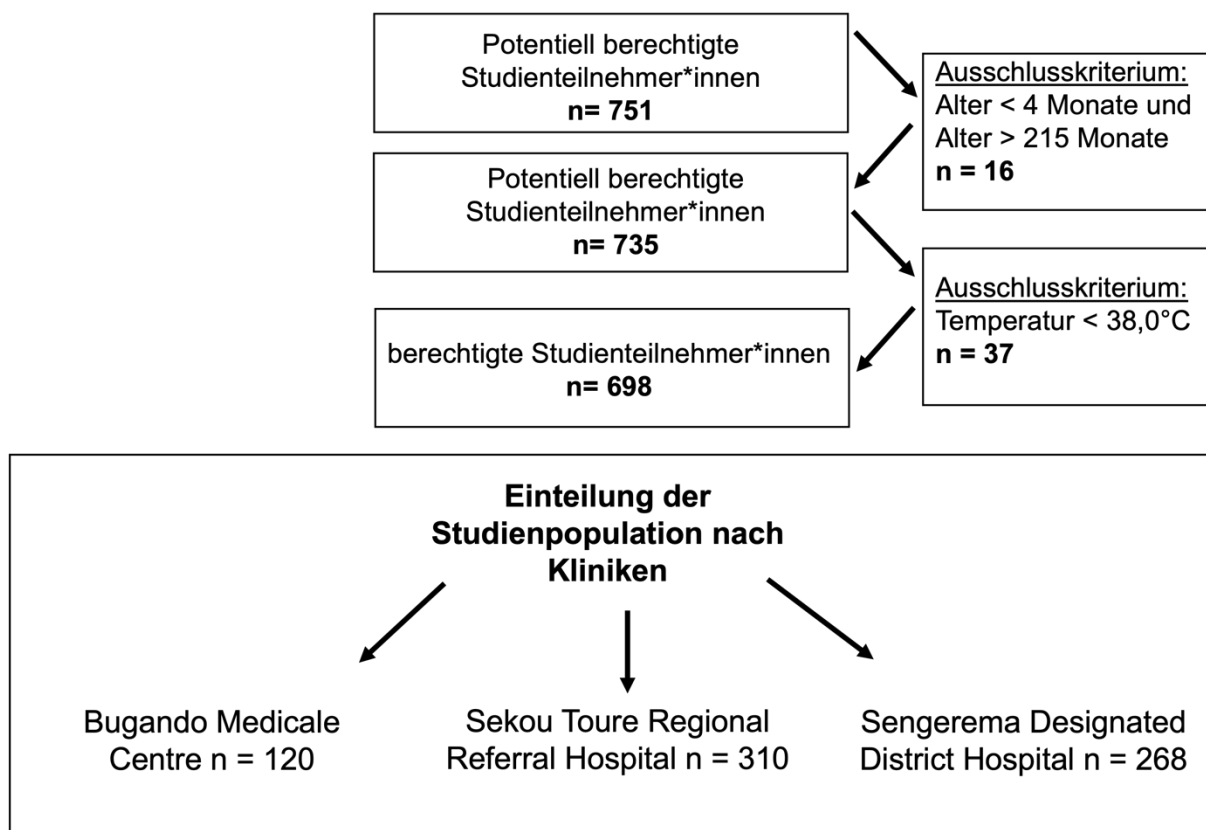 Potentiell berechtigte
Studienteilnehmer*innen
n= 751
Ausschlusskriterium:
Alter < 4 Monate und
Alter > 215 Monate
n = 16
Potentiell berechtigte
Studienteilnehmer*innen
n= 735
Ausschlusskriterium:
Temperatur < 38,0°C
n = 37
berechtigte Studienteilnehmer*innen
n= 698
Einteilung der
Studienpopulation nach
Kliniken
Bugando Medicale
Centre n = 120
Sekou Toure Regional
Referral Hospital n = 310
Sengerema Designated
District Hospital n = 268